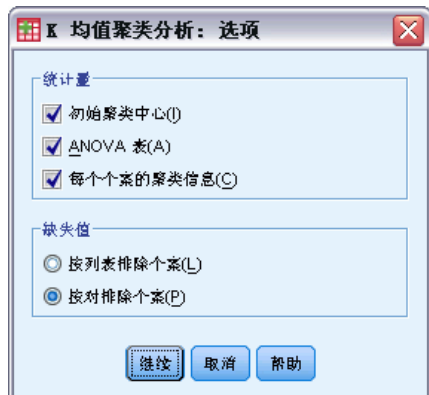 K 均值聚类分析：选项
统计量
初始聚类中心(I)
ANOVA 表(A)
每个个案的聚类信息(C)
缺失值
按列表排除个案(L)
按对排除个案(P)
继续 取消 帮助